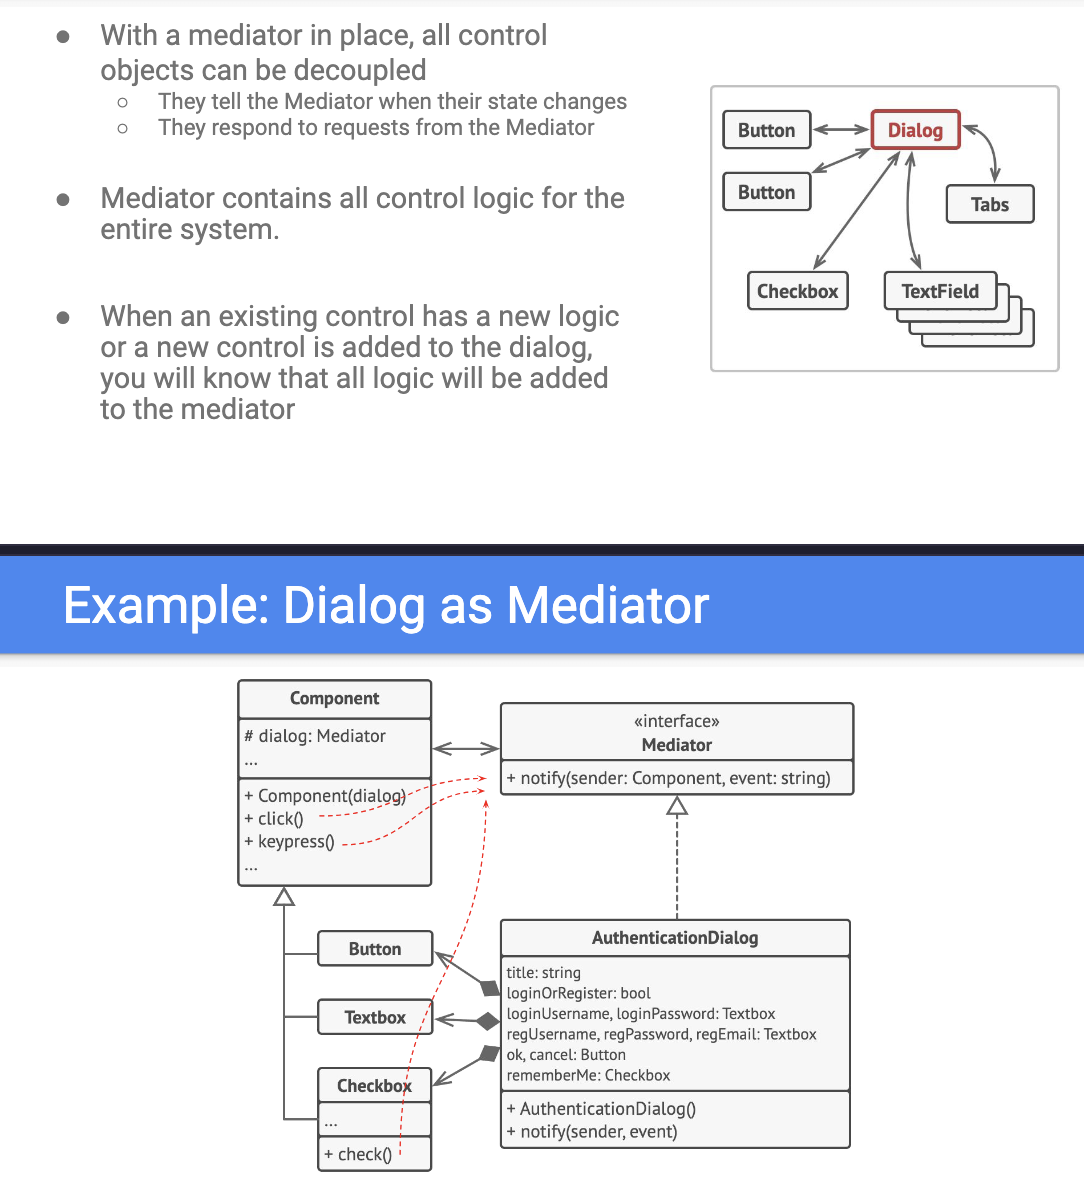 ● With a mediator in place, all control
objects can be decoupled
○ They tell the Mediator when their state changes
○ They respond to requests from the Mediator
● Mediator contains all control logic for the
entire system.
● When an existing control has a new logic
or a new control is added to the dialog,
you will know that all logic will be added
to the mediator
Button
Dialog
Button
Tabs
Checkbox
TextField
Example: Dialog as Mediator
Component
# dialog: Mediator
...
+ Component(dialog)
+ click()
+ keypress()
...
«interface»
Mediator
+ notify(sender: Component, event: string)
Button
Textbox
Checkbox
...
+ check()
AuthenticationDialog
title: string
loginOrRegister: bool
loginUsername, loginPassword: Textbox
regUsername, regPassword, regEmail: Textbox
ok, cancel: Button
rememberMe: Checkbox
+ AuthenticationDialog()
+ notify(sender, event)